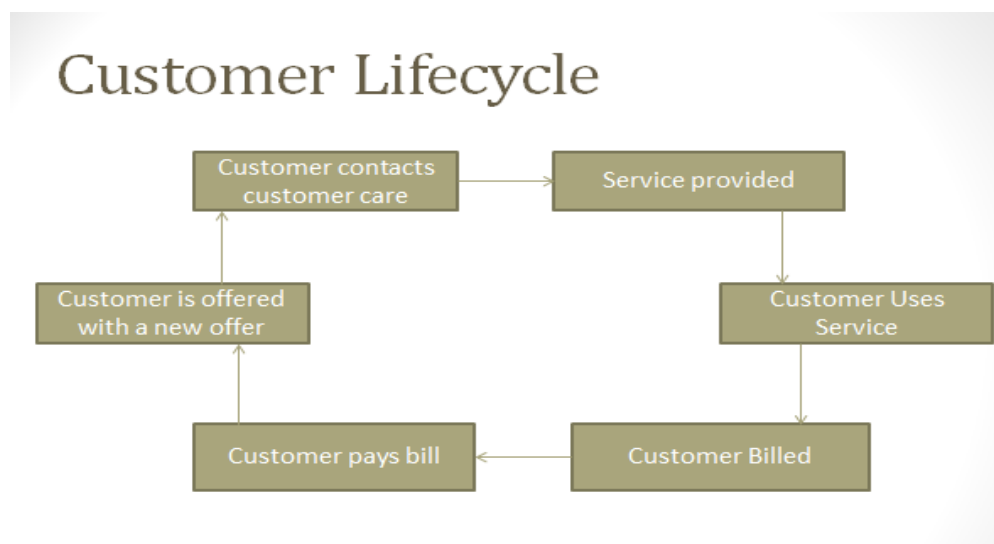 Customer Lifecycle
Customer contacts
customer care
Service provided
Customer Uses
Service
Customer Billed
Customer pays bill
Customer is offered
with a new offer